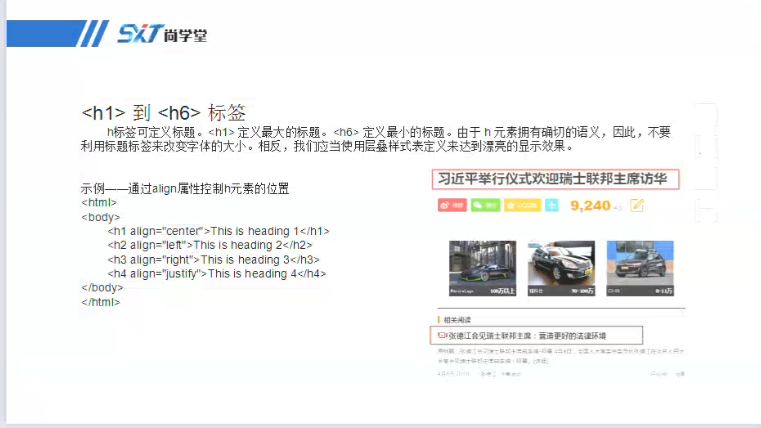 SXT 尚学堂
<h1> 到 <h6> 标签
h标签可定义标题。<h1> 定义最大的标题。<h6> 定义最小的标题。由于 h 元素拥有确切的语义，因此，不要
利用标题标签来改变字体的大小。相反，我们应当使用层叠样式表定义来达到漂亮的显示效果。
示例——通过align属性控制h元素的位置
<html>
<body>
<h1 align="center">This is heading 1</h1>
<h2 align="left">This is heading 2</h2>
<h3 align="right">This is heading 3</h3>
<h4 align="justify">This is heading 4</h4>
</body>
</html>
习近平举行仪式欢迎瑞士联邦主席访华
9,240
100万以上
70-100万
8-11万
相关阅读
张德江会见瑞士联邦主席：营造更好的法律环境